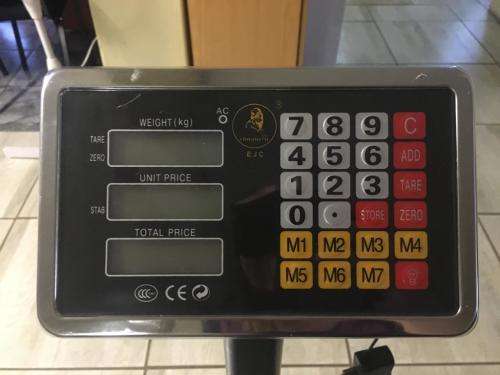 WEIGHT(kg)
AC
TARE
ZERO
UNIT PRICE
STAB
TOTAL PRICE
CCC CE
EJC
7 8 9 C
4 5 6 ADD
1 2 3 TARE
0 . STORE ZERO
M1 M2 M3 M4
M5 M6 M7